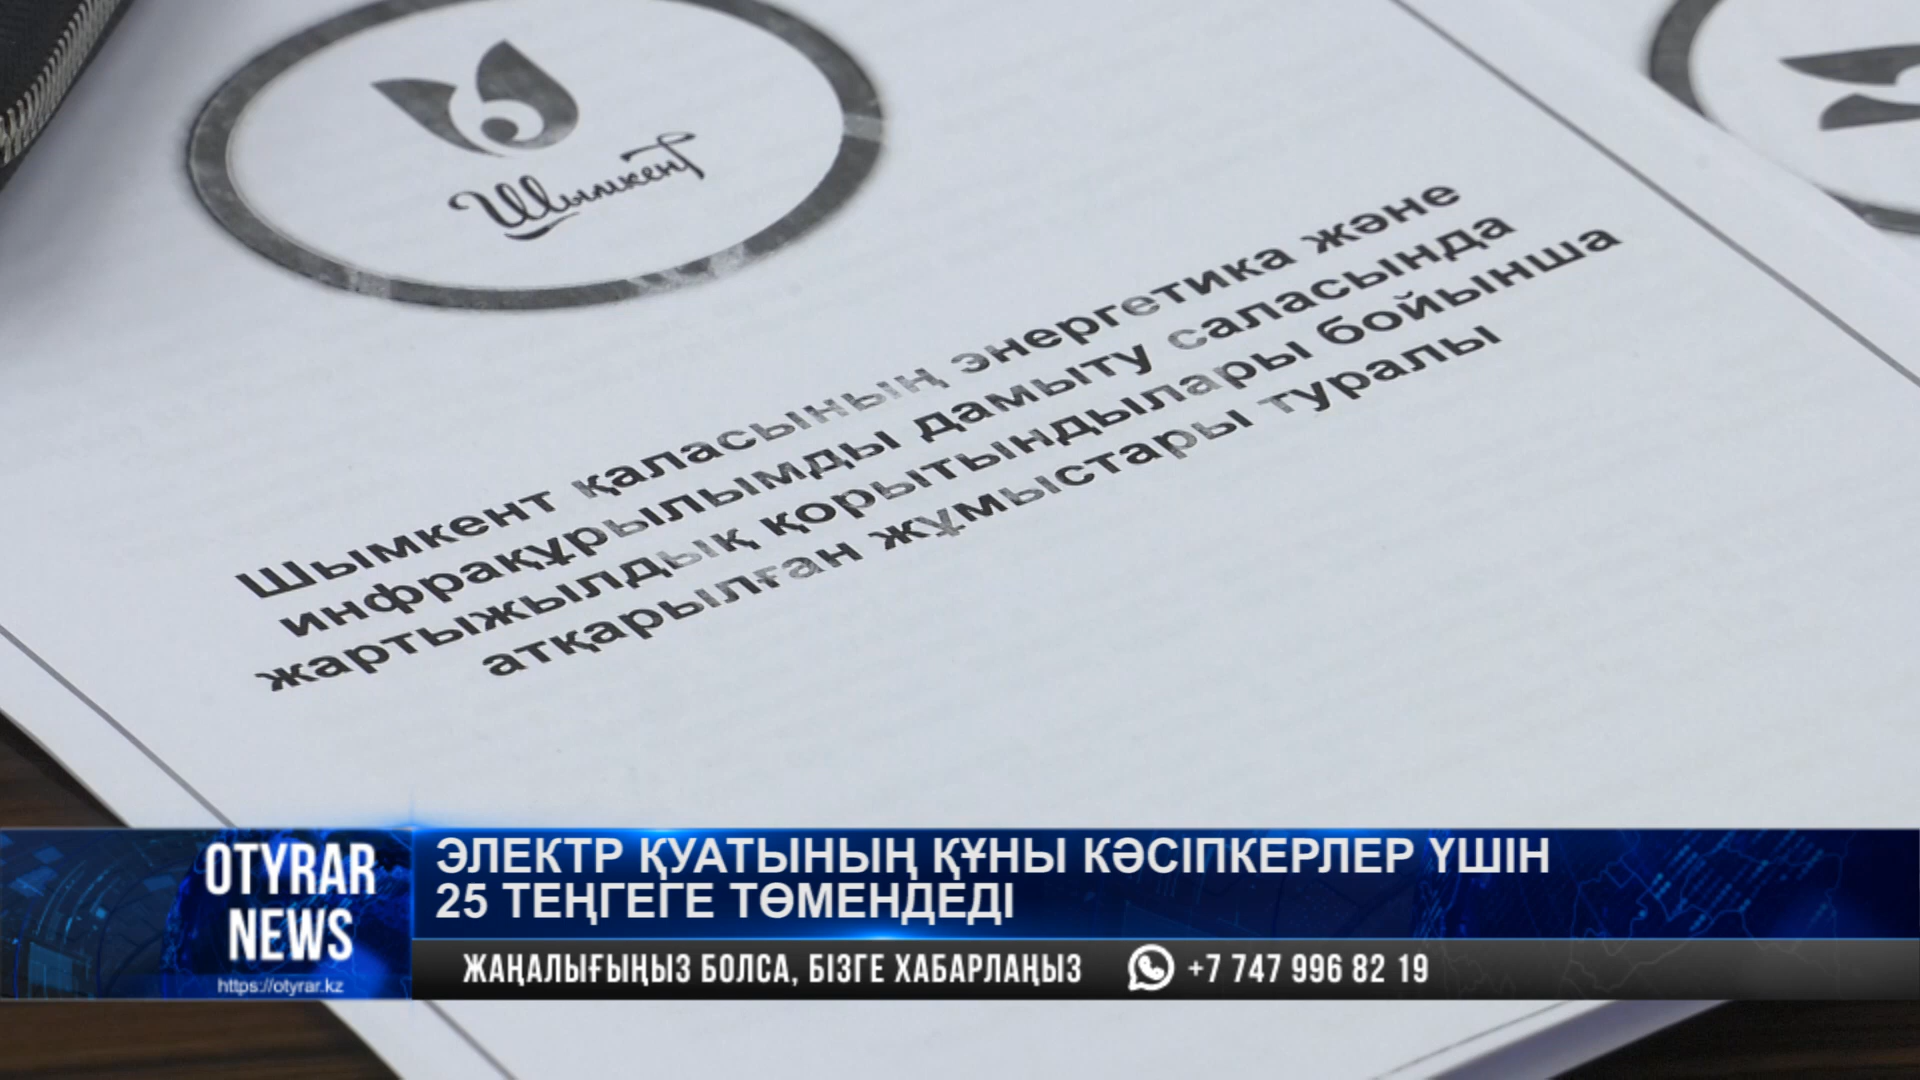 Шымкент
Шымкент қаласының энергетика және
инфрақұрылымды дамыту саласында
жартыжылдық қорытындылары бойынша
атқарылған жұмыстары туралы
OTYRAR
NEWS
https://otyrar.kz
ЭЛЕКТР ҚУАТЫНЫҢ ҚҰНЫ КӘСІПКЕРЛЕР ҮШІН
25 ТЕҢГЕГЕ ТӨМЕНДЕДІ
ЖАҢАЛЫҒЫҢЫЗ БОЛСА, БІЗГЕ ХАБАРЛАҢЫЗ +7 747 996 82 19